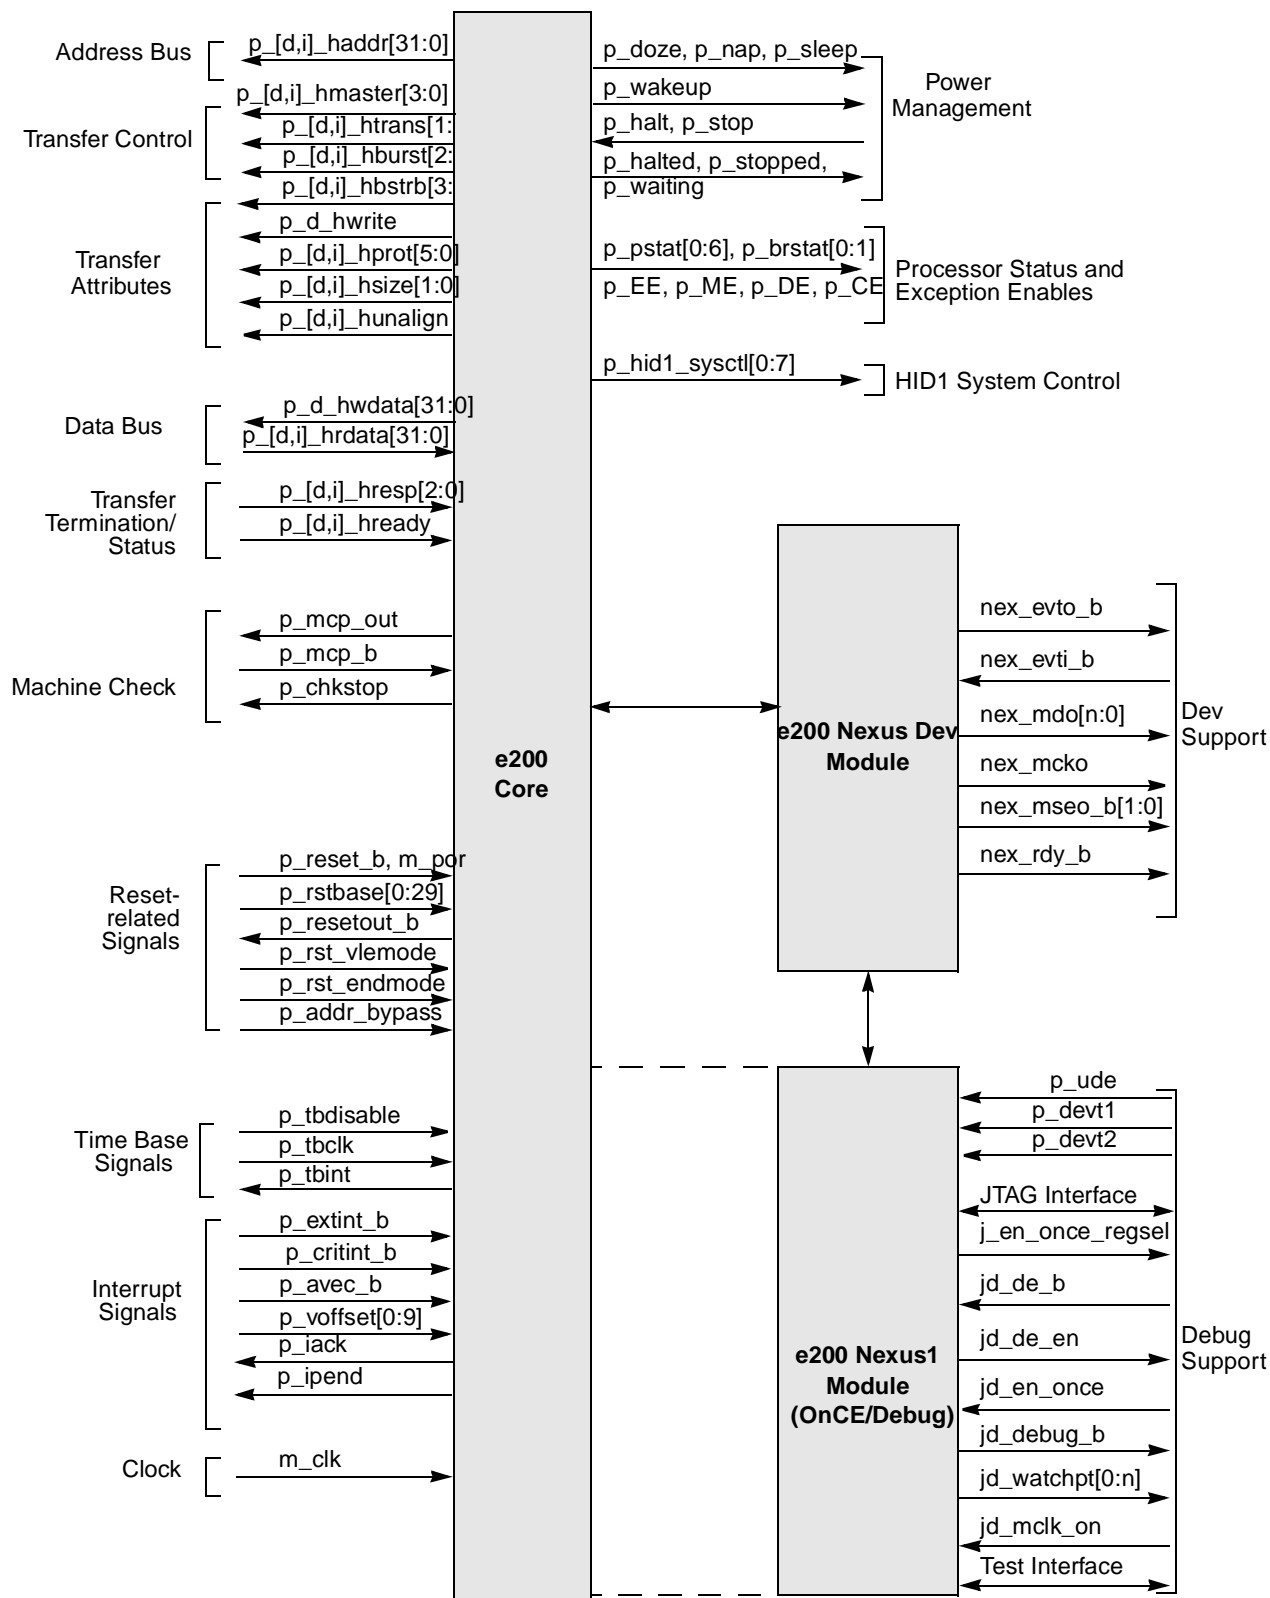 Address Bus
p_[d,i]_haddr[31:0]
p_[d,i]_hmaster[3:0]
Transfer Control
p_[d,i]_htrans[1:
p_[d,i]_hburst[2:
p_[d,i]_hbstrb[3:
p_d_hwrite
Transfer
Attributes
p_[d,i]_hprot[5:0]
p_[d,i]_hsize[1:0]
p_[d,i]_hunalign
Data Bus
p_d_hwdata[31:0]
p_[d,i]_hrdata[31:0]
Transfer
Termination/
Status
p_[d,i]_hresp[2:0]
p_[d,i]_hready
Machine Check
p_mcp_out
p_mcp_b
p_chkstop
Reset-
related
Signals
p_reset_b, m_por
p_rstbase[0:29]
p_resetout_b
p_rst_vlemode
p_rst_endmode
p_addr_bypass
Time Base
Signals
p_tbdisable
p_tbclk
p_tbint
Interrupt
Signals
p_extint_b
p_critint_b
p_avec_b
p_voffset[0:9]
p_iack
p_ipend
Clock
m_clk
e200
Core
p_doze, p_nap, p_sleep
p_wakeup
p_halt, p_stop
p_halted, p_stopped,
p_waiting
Power
Management
p_pstat[0:6], p_brstat[0:1]
p_EE, p_ME, p_DE, p_CE
Processor Status and
Exception Enables
p_hid1_sysctl[0:7]
HID1 System Control
e200 Nexus Dev
Module
nex_evto_b
nex_evti_b
nex_mdo[n:0]
nex_mcko
nex_mseo_b[1:0]
nex_rdy_b
Dev
Support
e200 Nexus1
Module
(OnCE/Debug)
p_ude
p_devt1
p_devt2
JTAG Interface
j_en_once_regsel
jd_de_b
jd_de_en
jd_en_once
jd_debug_b
jd_watchpt[0:n]
jd_mclk_on
Test Interface
Debug
Support